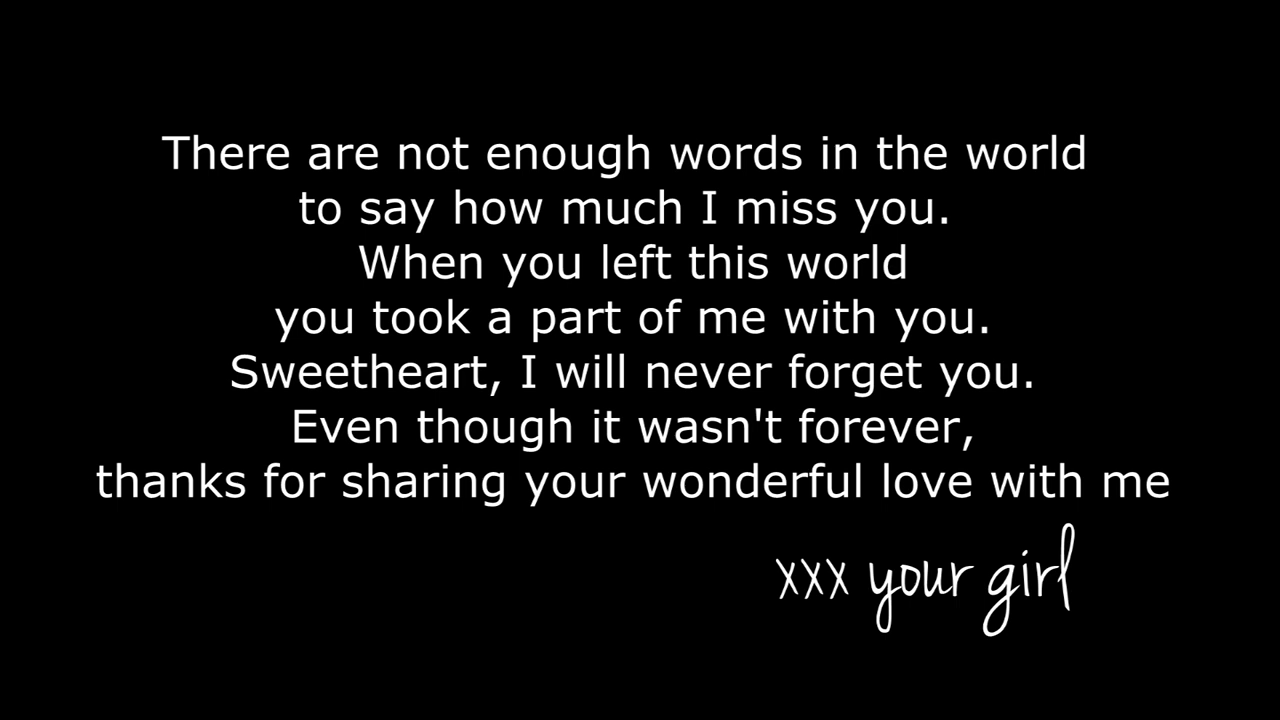 There are not enough words in the world
to say how much I miss you.
When you left this world
you took a part of me with you.
Sweetheart, I will never forget you.
Even though it wasn't forever,
thanks for sharing your wonderful love with me
xxx your girl